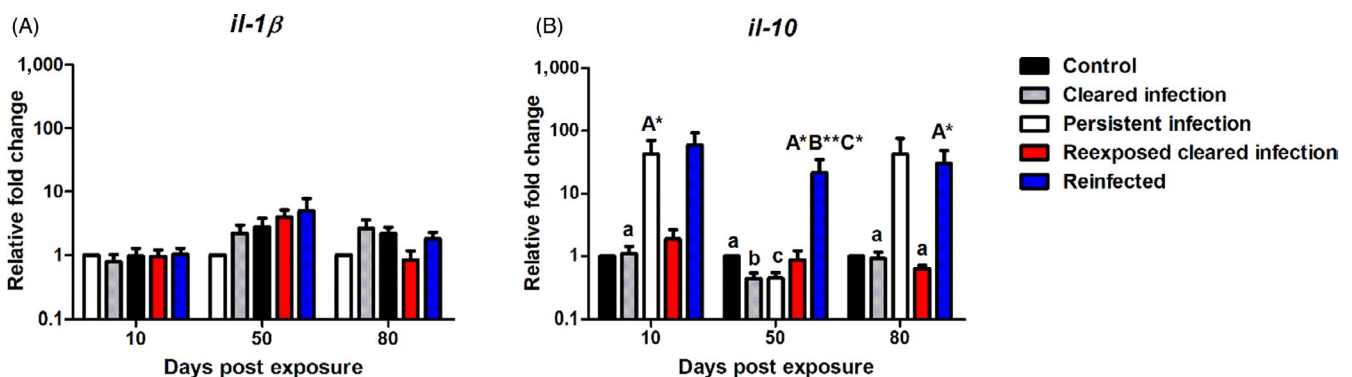 (A)
il-1β
Relative fold change
1,000
100
10
1
0.1
10
50
80
Days post exposure
(B)
il-10
Relative fold change
1,000
100
10
1
0.1
a
A*
a
b
c
A*B**C*
a
a
A*
10
50
80
Days post exposure
Control
Cleared infection
Persistent infection
Reexposed cleared infection
Reinfected